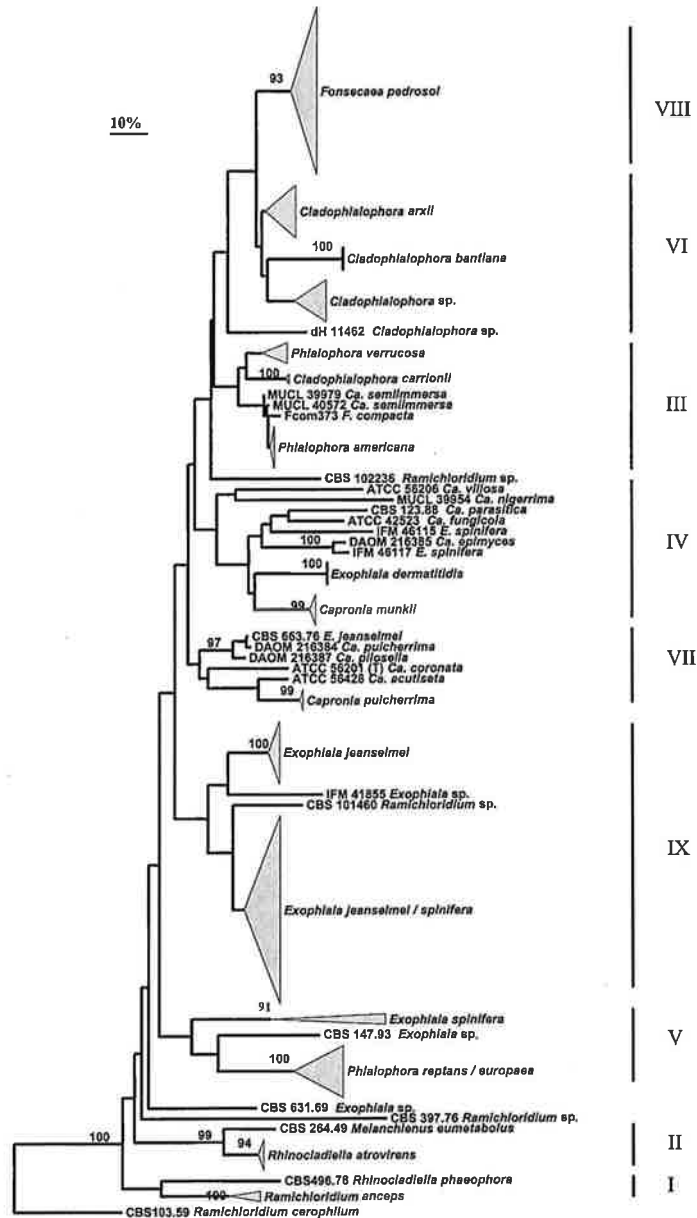 93
Fonsecaea pedrosoI
VIII
10%
Cladophialophora arxii
VI
100
Cladophialophora bantiana
Cladophialophora sp.
dH 11462 Cladophialophora sp.
Phialophora verrucosa
100
Cladophialophora carrionii
MUCL 39979 Ca. semiimmersa
MUCL 40572 Ca. semiimmersa
III
Fcom373 F. compacta
Phialophora americana
CBS 102236 Ramichloridium sp.
ATCC 56206 Ca. villosa
MUCL 39954 Ca. nigerrima
CBS 123.88 Ca. parasitica
ATCC 42523 Ca. fungicola
IFM 46115 E. spinifera
IV
100
DAOM 216385 Ca. epimyces
IFM 46117 E. spinifera
100
Exophiala dermatitidis
99
Capronia munkii
CBS 663.76 E. jeanselmei
97
DAOM 216384 Ca. pulcherrima
DAOM 216387 Ca. pilosella
VII
ATCC 56201 (T) Ca. coronata
ATCC 56428 Ca. acutiseta
99
Capronia pulcherrima
100
Exophiala jeanselmei
IFM 41855 Exophiala sp.
CBS 101460 Ramichloridium sp.
IX
Exophiala jeanselmei / spinifera
91
Exophiala spinifera
CBS 147.93 Exophiala sp.
V
100
Phialophora reptans / europaea
CBS 631.69 Exophiala sp.
CBS 397.76 Ramichloridium sp.
CBS 264.49 Melanchlenus eumetabolus
100
99
94
II
Rhinocladiella atrovirens
CBS496.78 Rhinocladiella phaeophora
I
100
Ramichloridium anceps
CBS103.59 Ramichloridium cerophilum